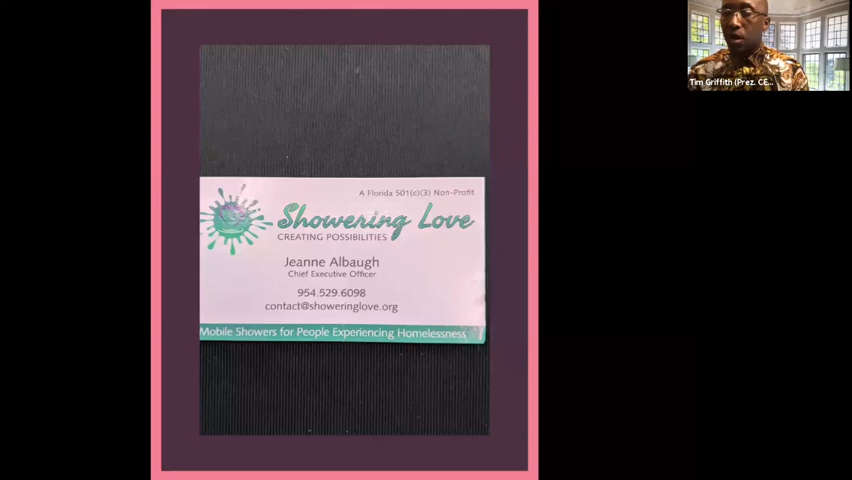 Tim Griffith (Prez. CE...
A Florida 501(c)(3) Non-Profit
Showering Love
CREATING POSSIBILITIES
Jeanne Albaugh
Chief Executive Officer
954.529.6098
contact@showeringlove.org
Mobile Showers for People Experiencing Homelessness